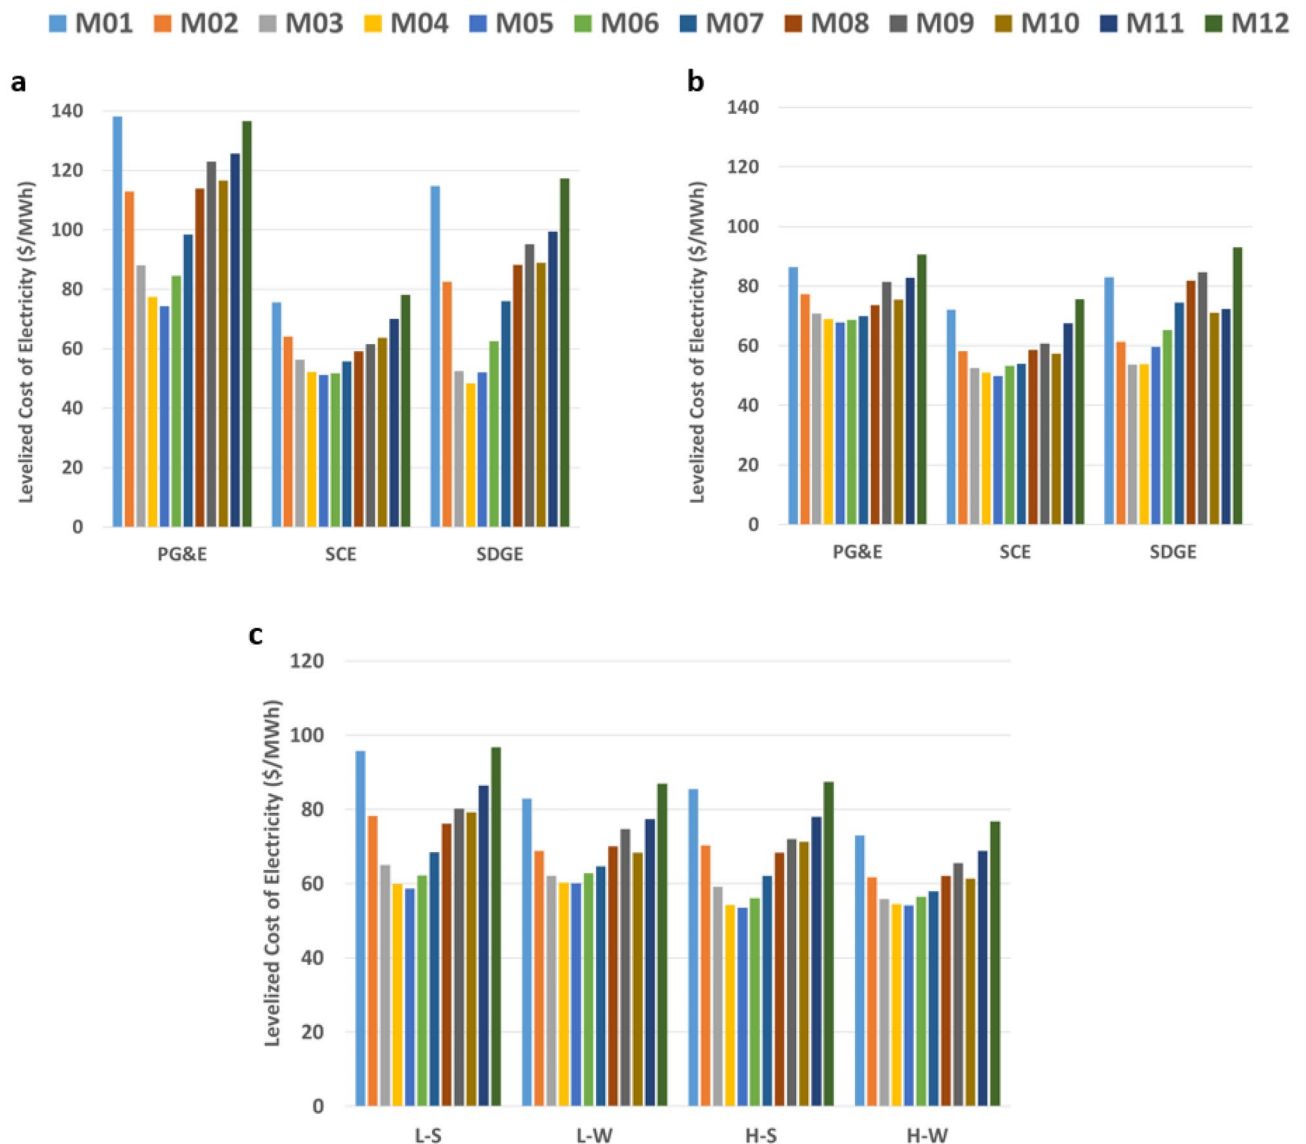 M01 M02 M03 M04 M05 M06 M07 M08 M09 M10 M11 M12
a
Levelized Cost of Electricity ($/MWh)
140
120
100
80
60
40
20
0
PG&E SCE SDGE
b
Levelized Cost of Electricity ($/MWh)
140
120
100
80
60
40
20
0
PG&E SCE SDGE
c
Levelized Cost of Electricity ($/MWh)
120
100
80
60
40
20
0
L-S L-W H-S H-W